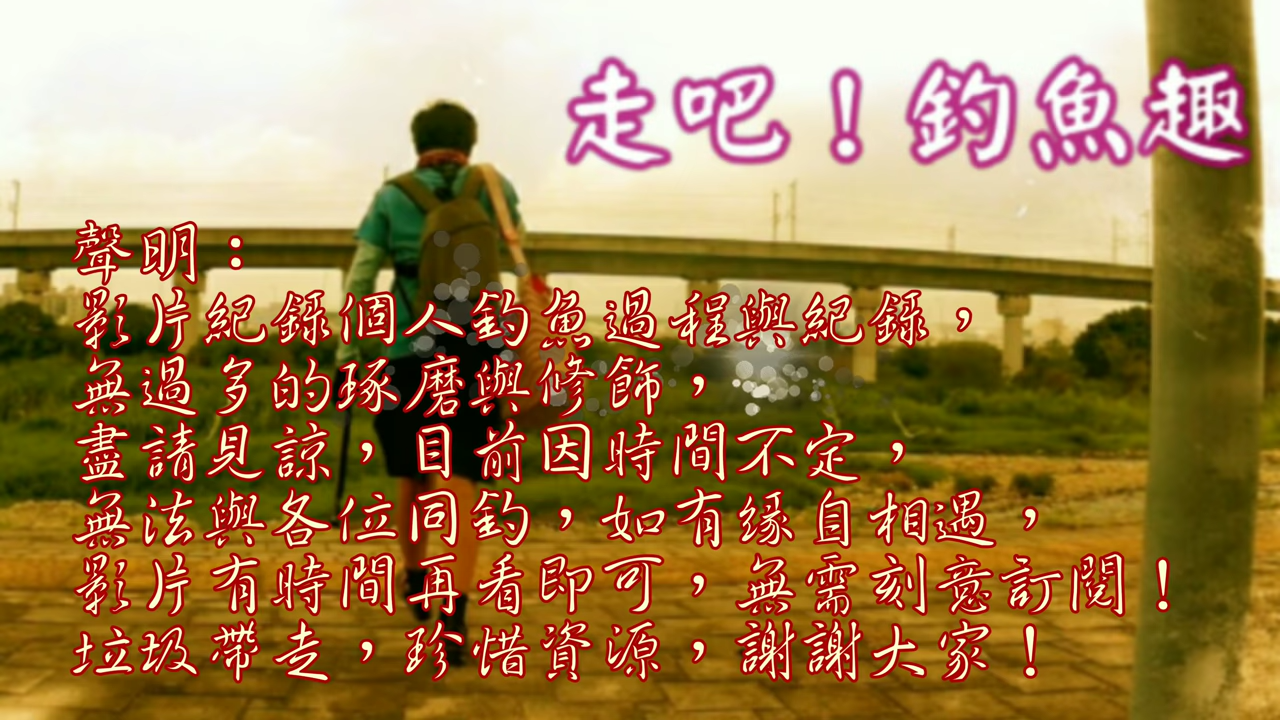 走吧！釣魚趣
聲明：
影片紀錄個人釣魚過程與紀錄，
無過多的琢磨與修飾，
盡請見諒，目前因時間不定，
無法與各位同釣，如有緣自相遇，
影片有時間再看即可，無需刻意訂閱！
垃圾帶走，珍惜資源，謝謝大家！